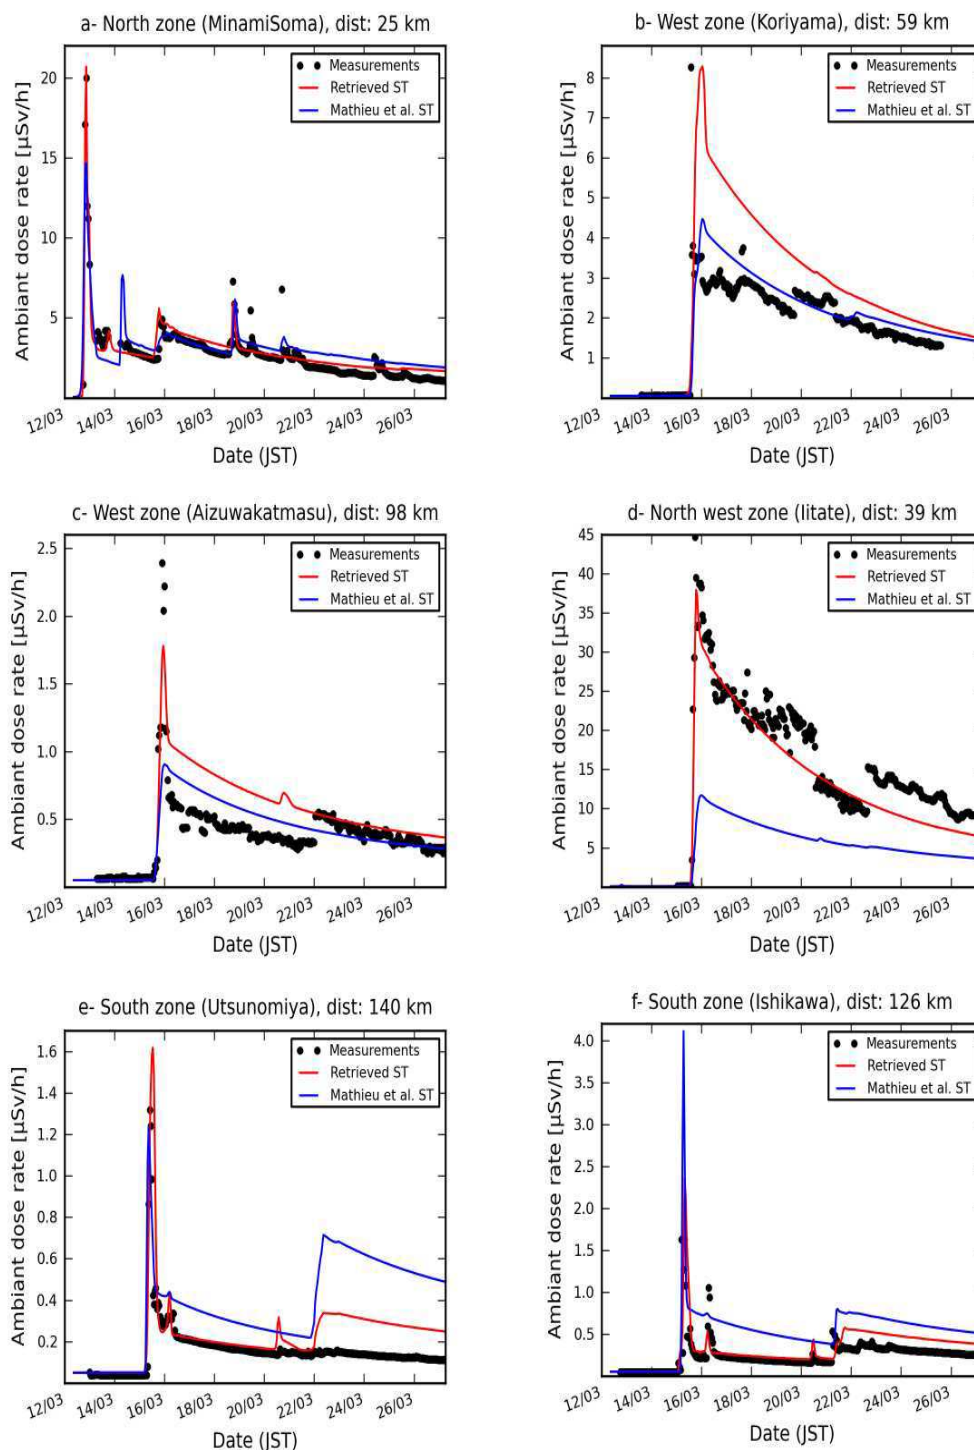 a- North zone (MinamiSoma), dist: 25 km
Ambiant dose rate [µSv/h]
20
15
10
5
Measurements
Retrieved ST
Mathieu et al. ST
12/03 14/03 16/03 18/03 20/03 22/03 24/03 26/03
Date (JST)
b- West zone (Koriyama), dist: 59 km
Ambiant dose rate [µSv/h]
8
7
6
5
4
3
2
1
Measurements
Retrieved ST
Mathieu et al. ST
12/03 14/03 16/03 18/03 20/03 22/03 24/03 26/03
Date (JST)
c- West zone (Aizuwakatmasu), dist: 98 km
Ambiant dose rate [µSv/h]
2.5
2.0
1.5
1.0
0.5
Measurements
Retrieved ST
Mathieu et al. ST
12/03 14/03 16/03 18/03 20/03 22/03 24/03 26/03
Date (JST)
d- North west zone (Iitate), dist: 39 km
Ambiant dose rate [µSv/h]
45
40
35
30
25
20
15
10
5
Measurements
Retrieved ST
Mathieu et al. ST
12/03 14/03 16/03 18/03 20/03 22/03 24/03 26/03
Date (JST)
e- South zone (Utsunomiya), dist: 140 km
Ambiant dose rate [µSv/h]
1.6
1.4
1.2
1.0
0.8
0.6
0.4
0.2
Measurements
Retrieved ST
Mathieu et al. ST
12/03 14/03 16/03 18/03 20/03 22/03 24/03 26/03
Date (JST)
f- South zone (Ishikawa), dist: 126 km
Ambiant dose rate [µSv/h]
4.0
3.5
3.0
2.5
2.0
1.5
1.0
0.5
Measurements
Retrieved ST
Mathieu et al. ST
12/03 14/03 16/03 18/03 20/03 22/03 24/03 26/03
Date (JST)